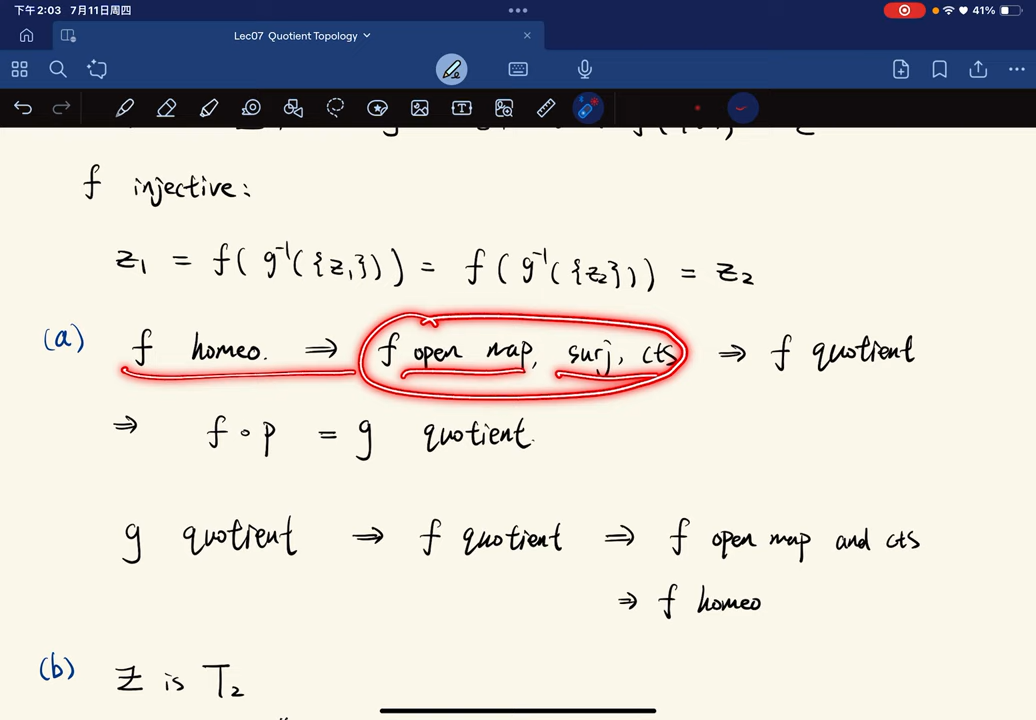 下午2:03 7月11日周四
41%
Lec07 Quotient Topology
f injective:
z₁ = f( g⁻¹({z₁})) = f( g⁻¹({z₂})) = z₂
(a) f homeo. ⇒ f open map, surj, cts ⇒ f quotient
⇒ f ∘ p = g quotient.
g quotient ⇒ f quotient ⇒ f open map and cts
⇒ f homeo
(b) Z is T₂